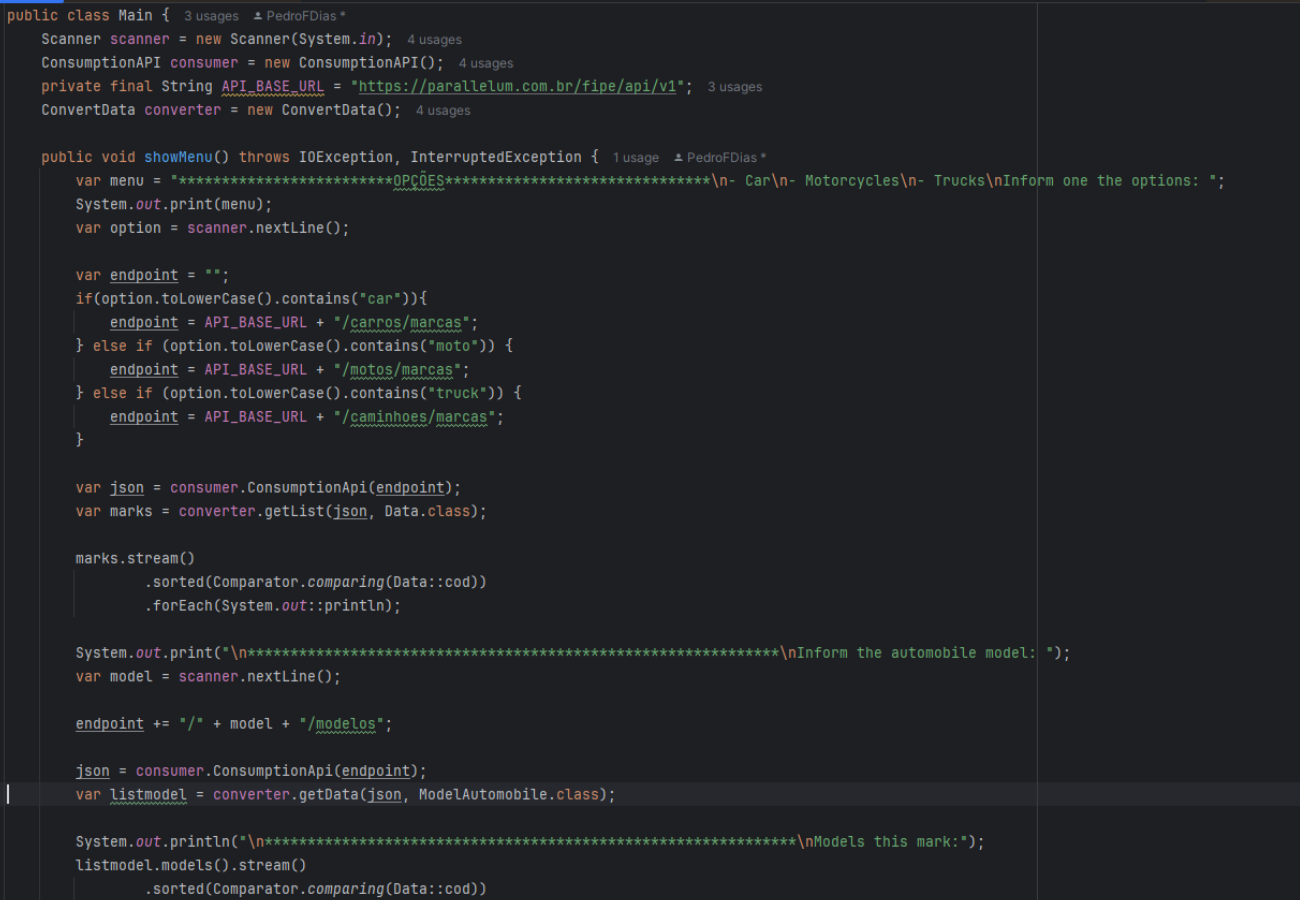 public class Main { 3 usages PedroFDias *
Scanner scanner = new Scanner(System.in); 4 usages
ConsumptionAPI consumer = new ConsumptionAPI(); 4 usages
private final String API_BASE_URL = "https://parallelum.com.br/fipe/api/v1"; 3 usages
ConvertData converter = new ConvertData(); 4 usages
public void showMenu() throws IOException, InterruptedException { 1 usage PedroFDias *
var menu = "*************************OPÇÕES*******************************\n- Car\n- Motorcycles\n- Trucks\nInform one the options: ";
System.out.print(menu);
var option = scanner.nextLine();
var endpoint = "";
if(option.toLowerCase().contains("car")){
endpoint = API_BASE_URL + "/carros/marcas";
} else if (option.toLowerCase().contains("moto")) {
endpoint = API_BASE_URL + "/motos/marcas";
} else if (option.toLowerCase().contains("truck")) {
endpoint = API_BASE_URL + "/caminhoes/marcas";
}
var json = consumer.ConsumptionApi(endpoint);
var marks = converter.getList(json, Data.class);
marks.stream()
.sorted(Comparator.comparing(Data::cod))
.forEach(System.out::println);
System.out.print("\n**************************************************************\nInform the automobile model: ");
var model = scanner.nextLine();
endpoint += "/" + model + "/modelos";
json = consumer.ConsumptionApi(endpoint);
var listmodel = converter.getData(json, ModelAutomobile.class);
System.out.println("\n**************************************************************\nModels this mark:");
listmodel.models().stream()
.sorted(Comparator.comparing(Data::cod))